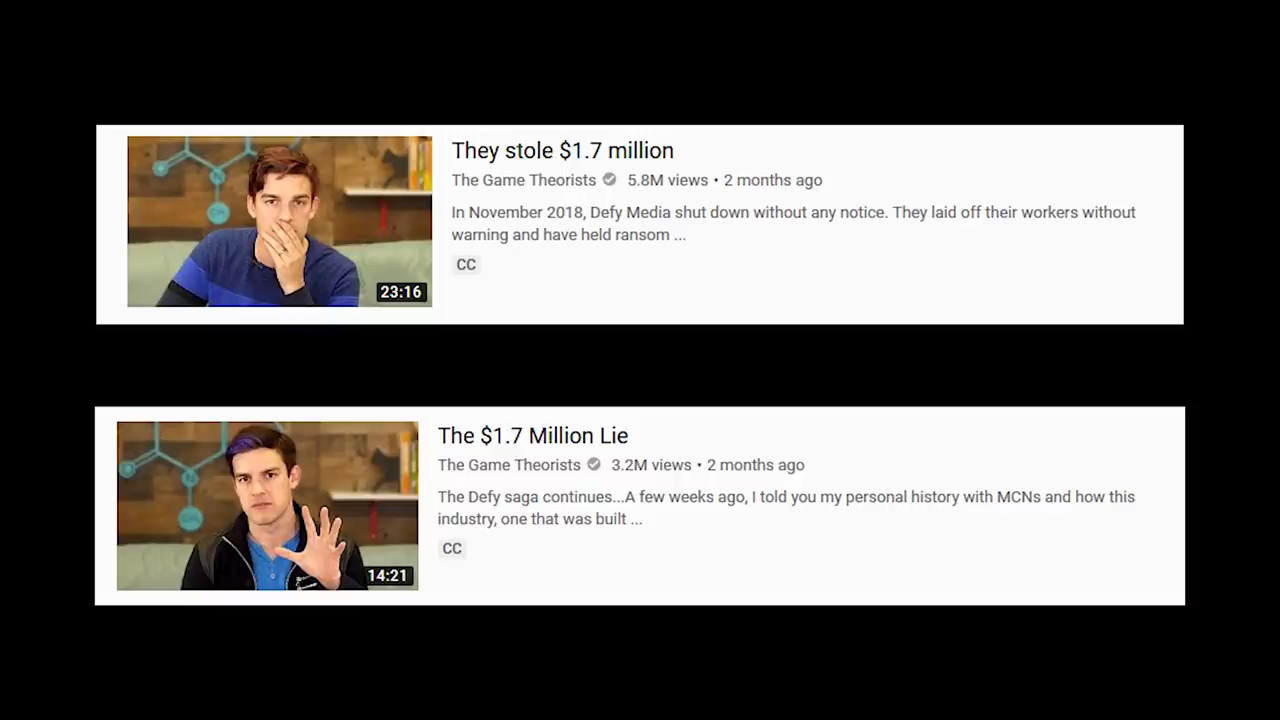 They stole $1.7 million
The Game Theorists 5.8M views • 2 months ago
In November 2018, Defy Media shut down without any notice. They laid off their workers without
warning and have held ransom ...
CC
23:16
The $1.7 Million Lie
The Game Theorists 3.2M views • 2 months ago
The Defy saga continues...A few weeks ago, I told you my personal history with MCNs and how this
industry, one that was built ...
CC
14:21